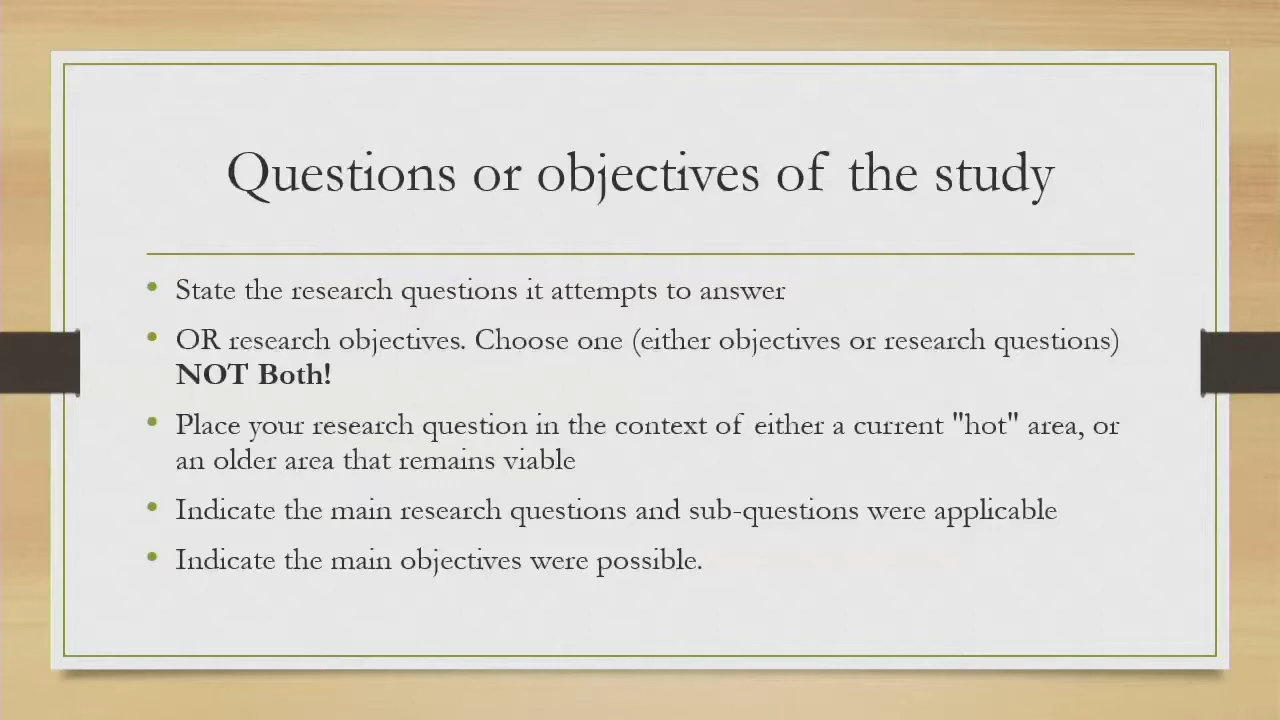 Questions or objectives of the study
• State the research questions it attempts to answer
• OR research objectives. Choose one (either objectives or research questions)
NOT Both!
• Place your research question in the context of either a current "hot" area, or
an older area that remains viable
• Indicate the main research questions and sub-questions were applicable
• Indicate the main objectives were possible.